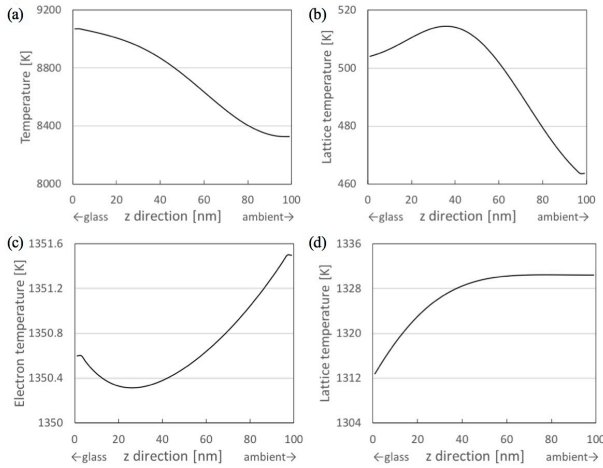 (a)
9200
8800
8400
8000
Temperature [K]
0 20 40 60 80 100
←glass z direction [nm] ambient→
(b)
520
500
480
460
Lattice temperature [K]
0 20 40 60 80 100
←glass z direction [nm] ambient→
(c)
1351.6
1351.2
1350.8
1350.4
1350
Electron temperature [K]
0 20 40 60 80 100
←glass z direction [nm] ambient→
(d)
1336
1328
1320
1312
1304
Lattice temperature [K]
0 20 40 60 80 100
←glass z direction [nm] ambient→